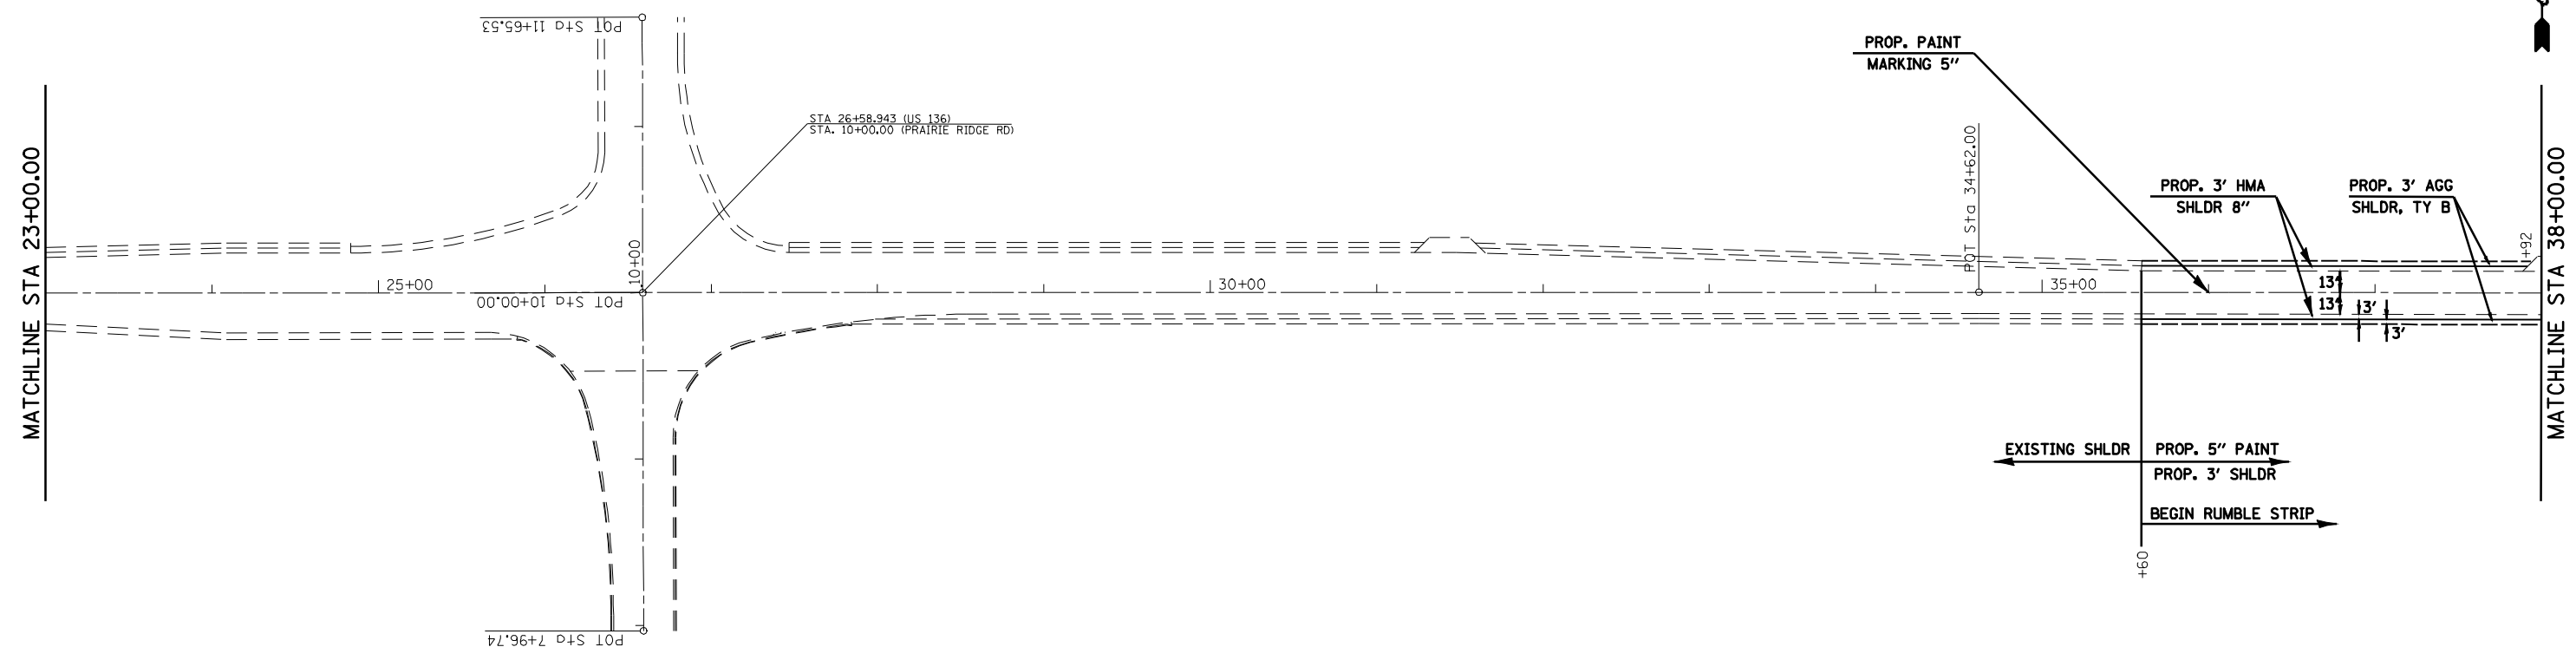 POT Sta 11+65.53
PROP. PAINT
MARKING 5"
STA 26+58.943 (US 136)
STA. 10+00.00 (PRAIRIE RIDGE RD)
MATCHLINE STA 23+00.00
POT Sta 34+62.00
PROP. 3' HMA
SHLDR 8"
PROP. 3' AGG
SHLDR, TY B
MATCHLINE STA 38+00.00
+92
10+00
25+00
30+00
35+00
POT Sta 10+00.00
13'
13'
3'
3'
EXISTING SHLDR
PROP. 5" PAINT
PROP. 3' SHLDR
BEGIN RUMBLE STRIP
+60
POT Sta 7+96.74